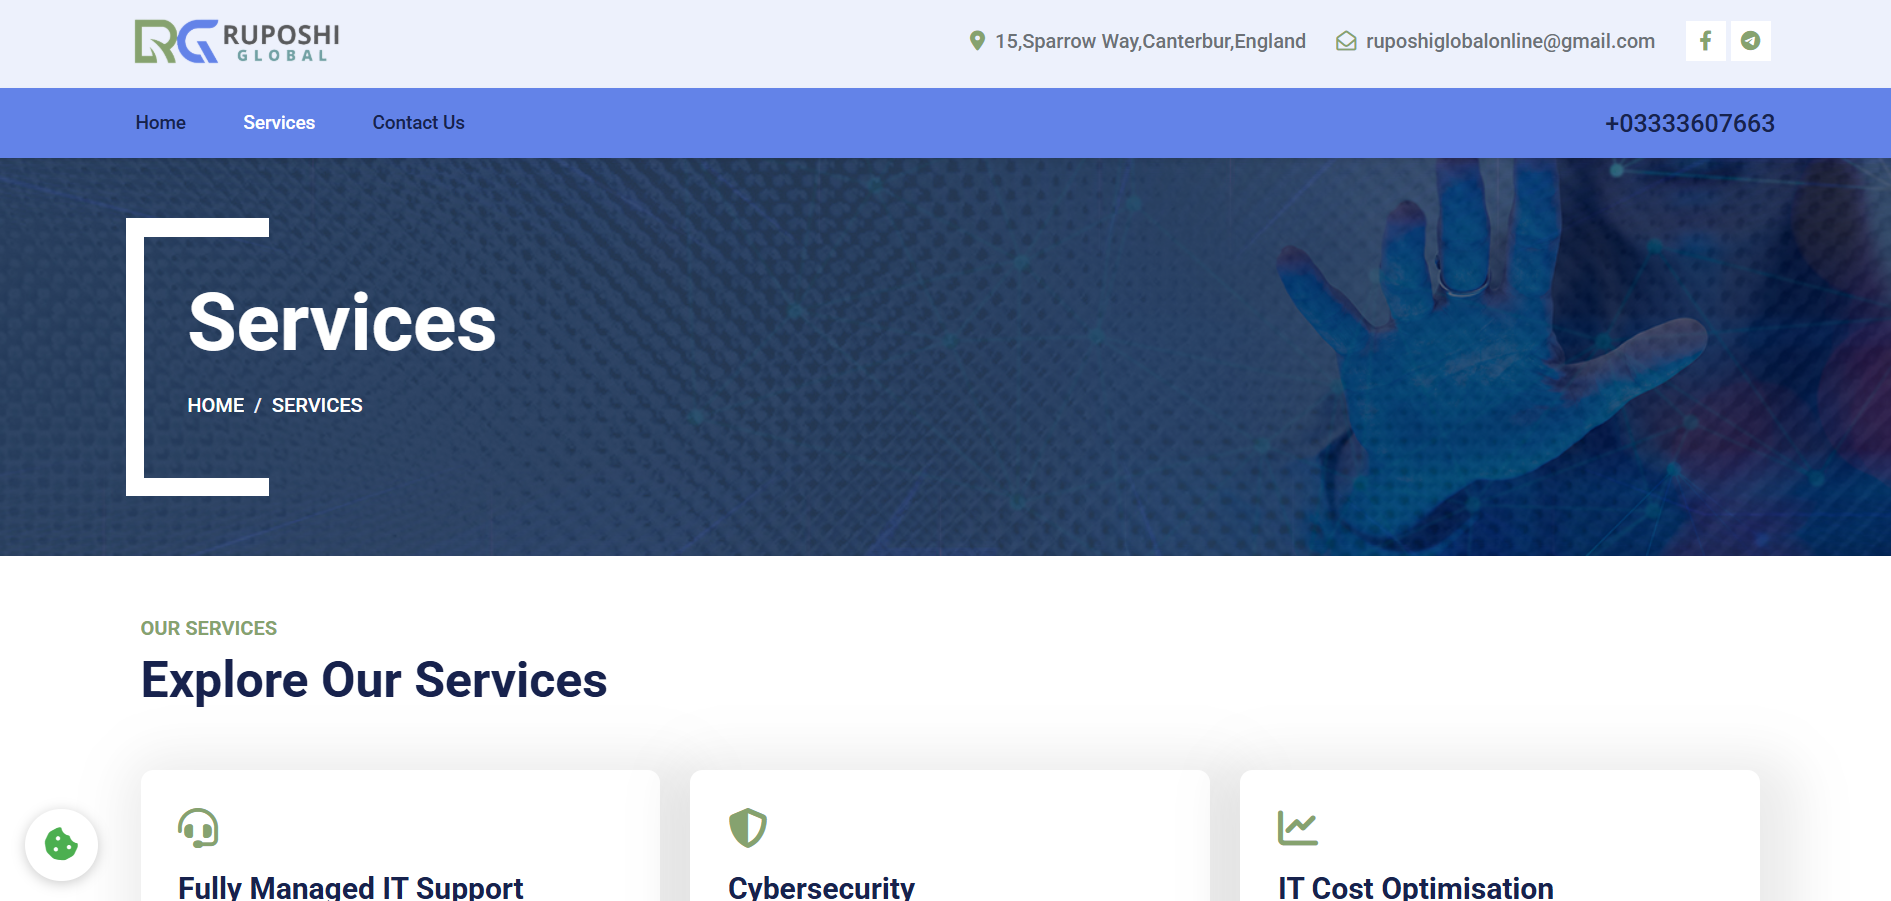 RUPOSHI
GLOBAL
15,Sparrow Way,Canterbur,England
ruposhiglobalonline@gmail.com
Home
Services
Contact Us
+03333607663
Services
HOME / SERVICES
OUR SERVICES
Explore Our Services
Fully Managed IT Support
Cybersecurity
IT Cost Optimisation